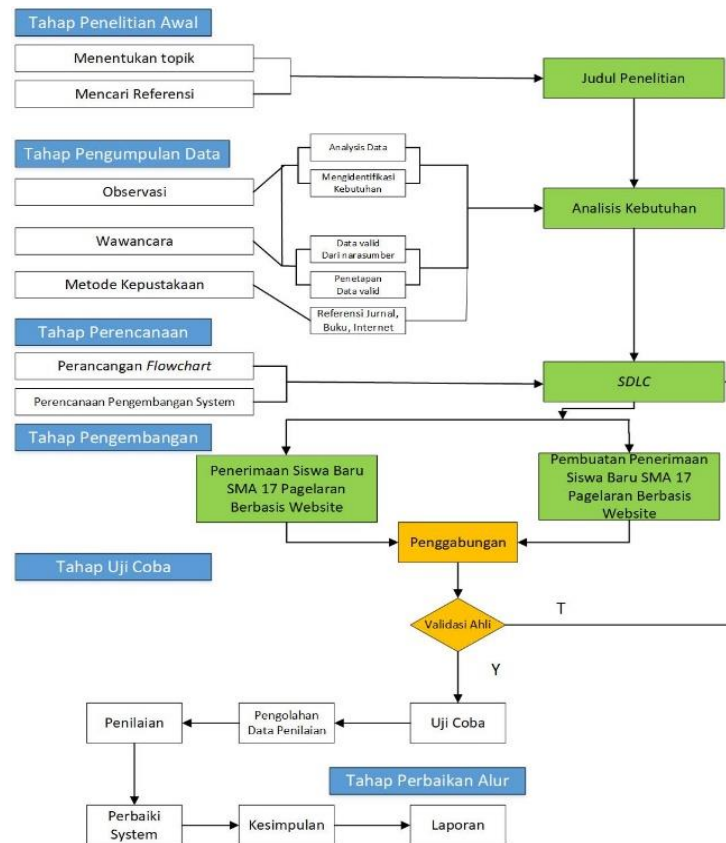 Tahap Penelitian Awal
Menentukan topik
Mencari Referensi
Judul Penelitian
Tahap Pengumpulan Data
Analysis Data
Mengidentifikasi
Kebutuhan
Observasi
Analisis Kebutuhan
Wawancara
Data valid
Dari narasumber
Penetapan
Data valid
Metode Kepustakaan
Referensi Jurnal,
Buku, Internet
Tahap Perencanaan
Perancangan Flowchart
Perencanaan Pengembangan System
SDLC
Tahap Pengembangan
Penerimaan Siswa Baru
SMA 17 Pagelaran
Berbasis Website
Pembuatan Penerimaan
Siswa Baru SMA 17
Pagelaran Berbasis
Website
Penggabungan
Tahap Uji Coba
Validasi Ahli
T
Y
Uji Coba
Pengolahan
Data Penilaian
Penilaian
Tahap Perbaikan Alur
Perbaiki
System
Kesimpulan
Laporan